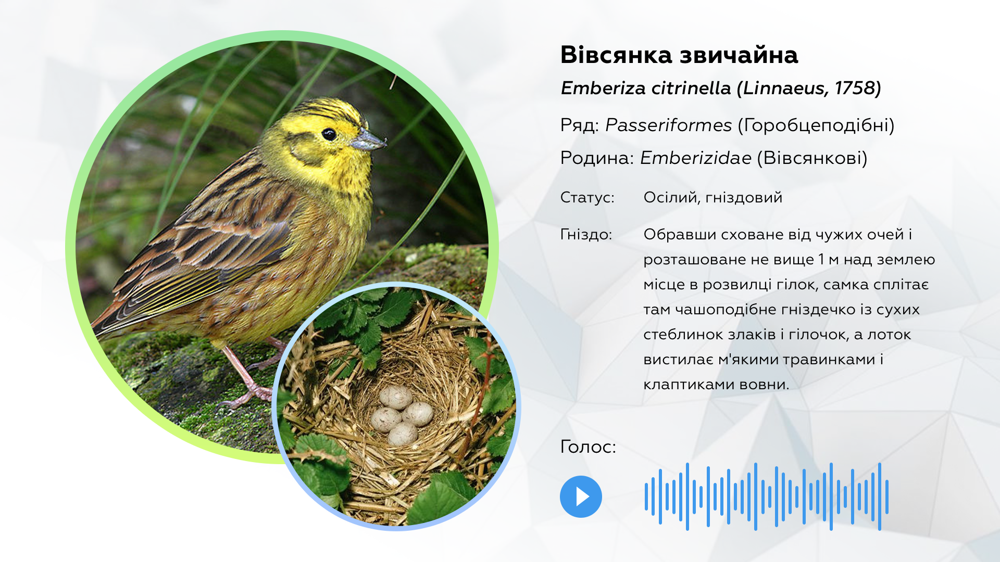 Вівсянка звичайна
Emberiza citrinella (Linnaeus, 1758)
Ряд: Passeriformes (Горобцеподібні)
Родина: Emberizidae (Вівсянкові)
Статус: Осілий, гніздовий
Гніздо: Обравши сховане від чужих очей і
розташоване не вище 1 м над землею
місце в розвилці гілок, самка сплітає
там чашоподібне гніздечко із сухих
стеблинок злаків і гілочок, а лоток
вистилає м'якими травинками і
клаптиками вовни.
Голос: